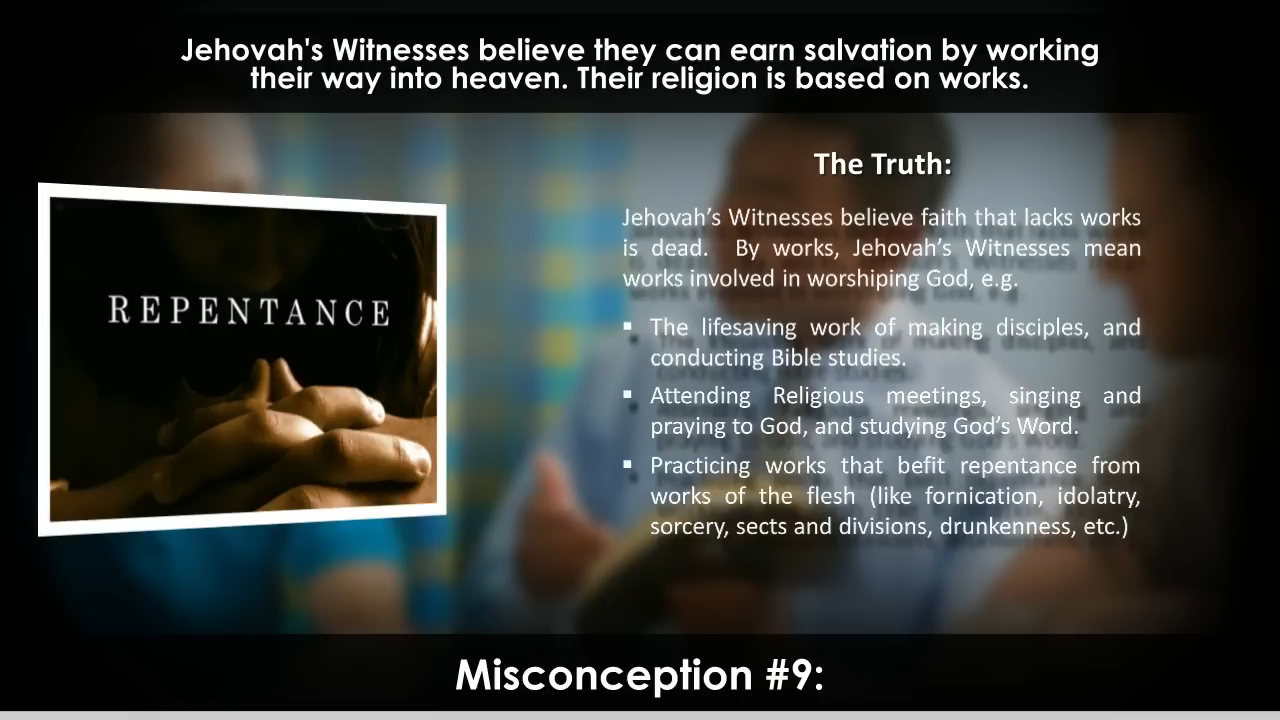 Jehovah's Witnesses believe they can earn salvation by working
their way into heaven. Their religion is based on works.
The Truth:
REPENTANCE
Jehovah’s Witnesses believe faith that lacks works
is dead. By works, Jehovah’s Witnesses mean
works involved in worshiping God, e.g.
▪ The lifesaving work of making disciples, and
conducting Bible studies.
▪ Attending Religious meetings, singing and
praying to God, and studying God’s Word.
▪ Practicing works that befit repentance from
works of the flesh (like fornication, idolatry,
sorcery, sects and divisions, drunkenness, etc.)
Misconception #9: